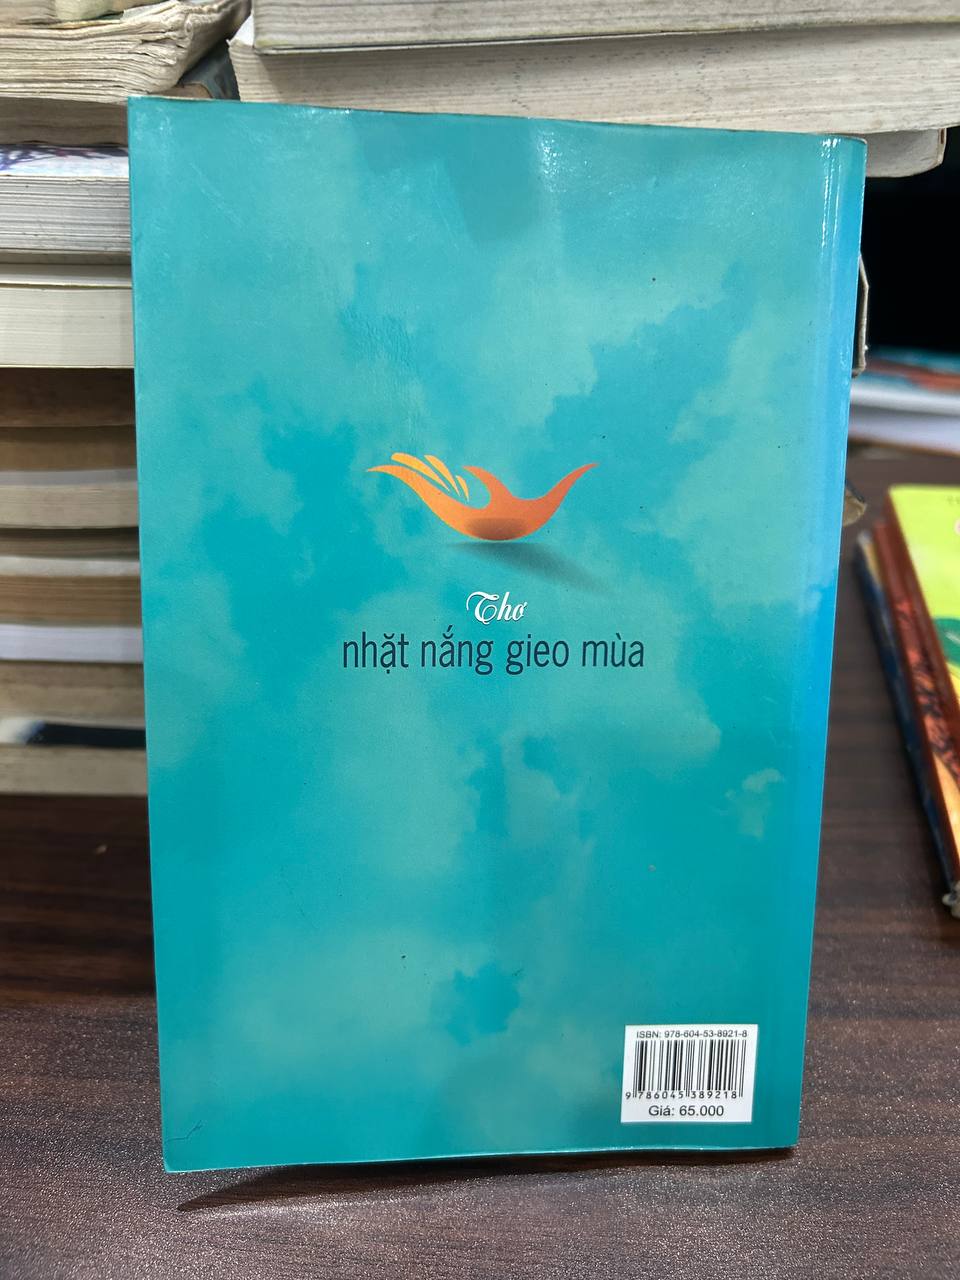 Thơ
nhặt nắng gieo mùa
ISBN: 978-604-53-8921-8
9 786045 389218
Giá: 65.000